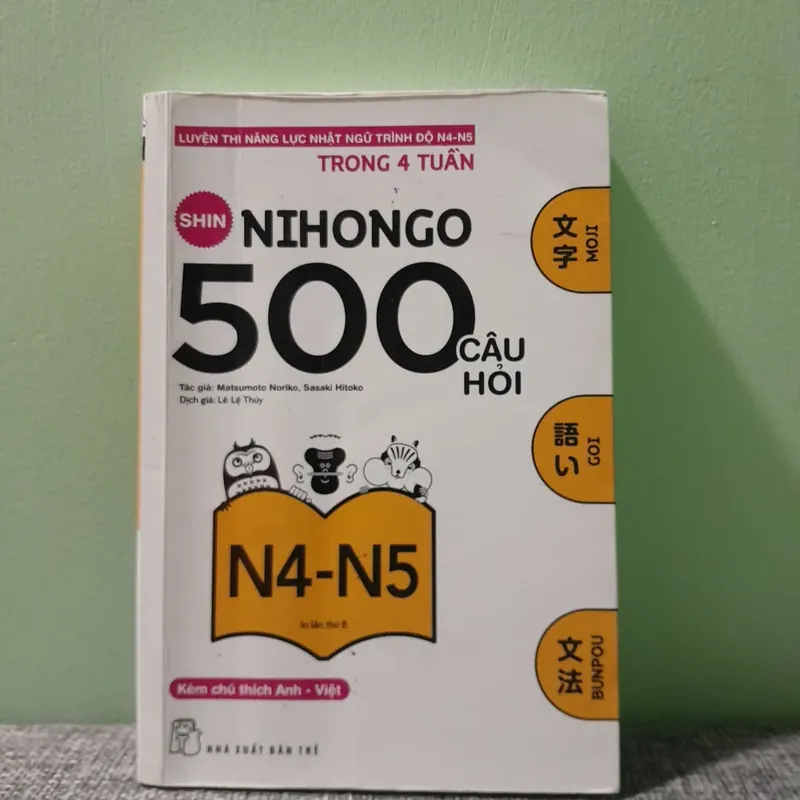 LUYỆN THI NĂNG LỰC NHẬT NGỮ TRÌNH ĐỘ N4-N5
TRONG 4 TUẦN
SHIN
NIHONGO
500
CÂU
HỎI
Tác giả: Matsumoto Noriko, Sasaki Hitoko
Dịch giả: Lê Lệ Thủy
文字
MOJI
語い
GOI
文法
BUNPOU
N4-N5
In lần thứ 8
Kèm chú thích Anh - Việt
NHÀ XUẤT BẢN TRẺ